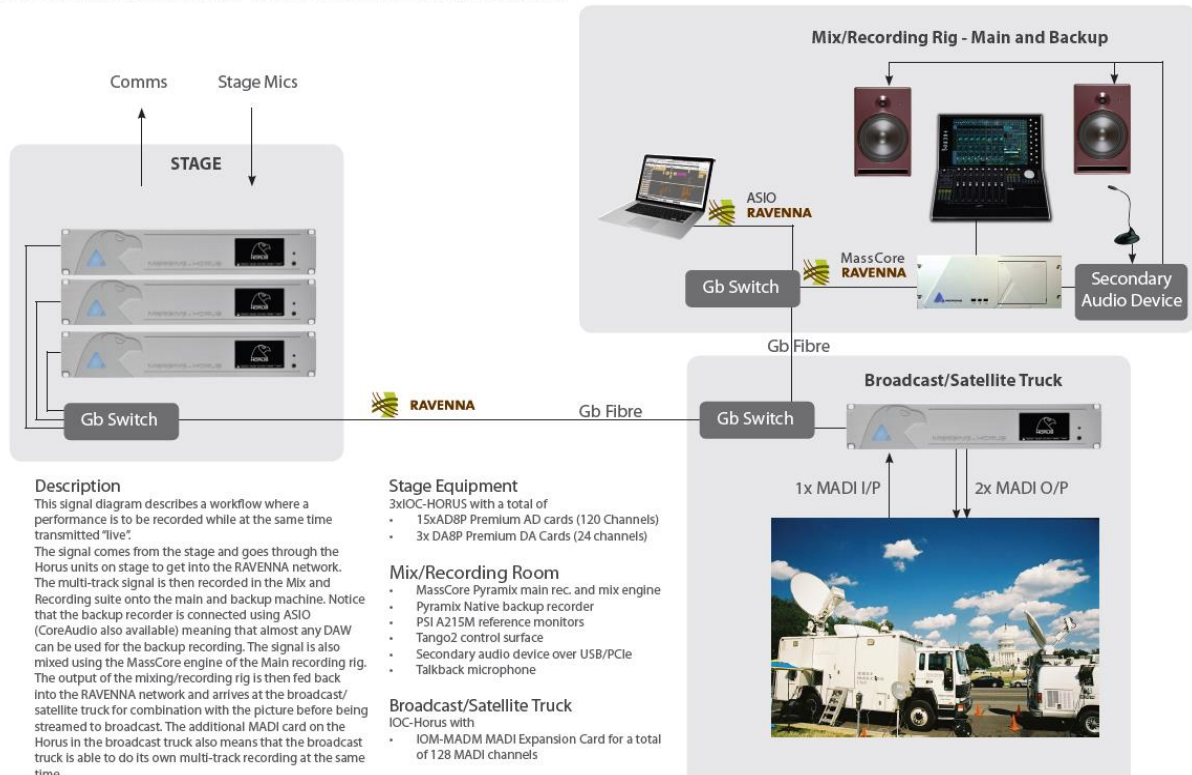 Mix/Recording Rig - Main and Backup
Comms
Stage Mics
STAGE
ASIO
RAVENNA
MassCore
RAVENNA
Gb Switch
Secondary
Audio Device
Gb Fibre
HORUS
HORUS
HORUS
Gb Switch
RAVENNA
Gb Fibre
Gb Switch
Broadcast/Satellite Truck
HORUS
1x MADI I/P
2x MADI O/P
Description
This signal diagram describes a workflow where a
performance is to be recorded while at the same time
transmitted "live".
The signal comes from the stage and goes through the
Horus units on stage to get into the RAVENNA network.
The multi-track signal is then recorded in the Mix and
Recording suite onto the main and backup machine. Notice
that the backup recorder is connected using ASIO
(CoreAudio also available) meaning that almost any DAW
can be used for the backup recording. The signal is also
mixed using the MassCore engine of the Main recording rig.
The output of the mixing/recording rig is then fed back
into the RAVENNA network and arrives at the broadcast/
satellite truck for combination with the picture before being
streamed to broadcast. The additional MADI card on the
Horus in the broadcast truck also means that the broadcast
truck is able to do its own multi-track recording at the same
time.
Stage Equipment
3xIOC-HORUS with a total of
• 15xAD8P Premium AD cards (120 Channels)
• 3x DA8P Premium DA Cards (24 channels)
Mix/Recording Room
• MassCore Pyramix main rec. and mix engine
• Pyramix Native backup recorder
• PSI A215M reference monitors
• Tango2 control surface
• Secondary audio device over USB/PCIe
• Talkback microphone
Broadcast/Satellite Truck
IOC-Horus with
• IOM-MADM MADI Expansion Card for a total
of 128 MADI channels